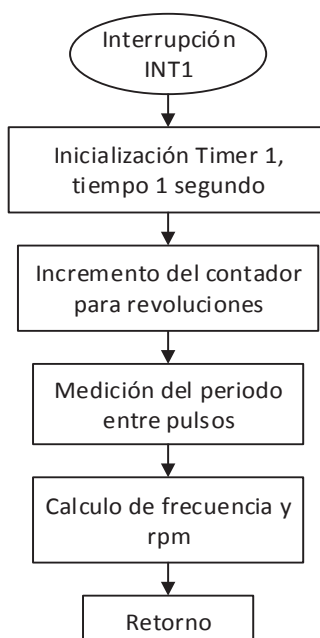 Interrupción
INT1
Inicialización Timer 1,
tiempo 1 segundo
Incremento del contador
para revoluciones
Medición del periodo
entre pulsos
Calculo de frecuencia y
rpm
Retorno